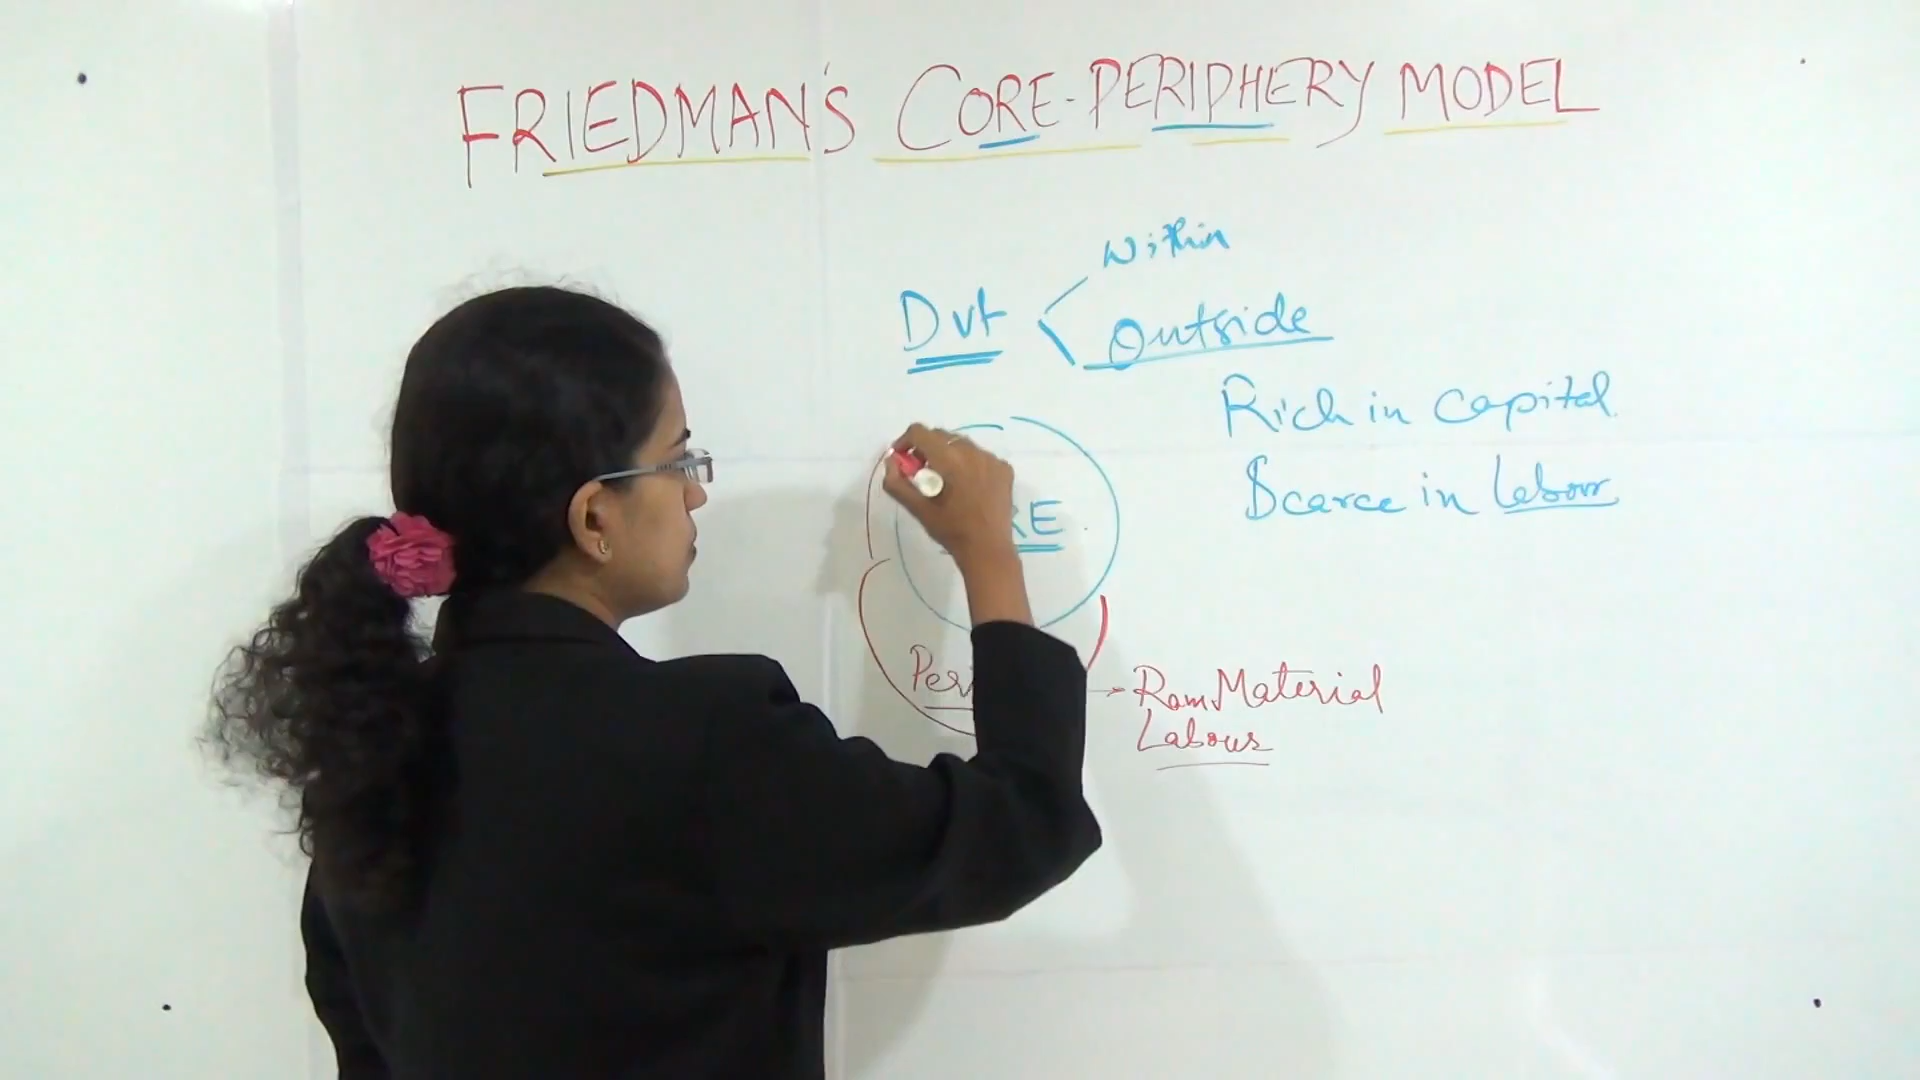 FRIEDMAN'S CORE-PERIPHERY MODEL
Within
Dvt
Outside
Rich in Capital
Scarce in labour
RE
Per
Raw Material
Labour